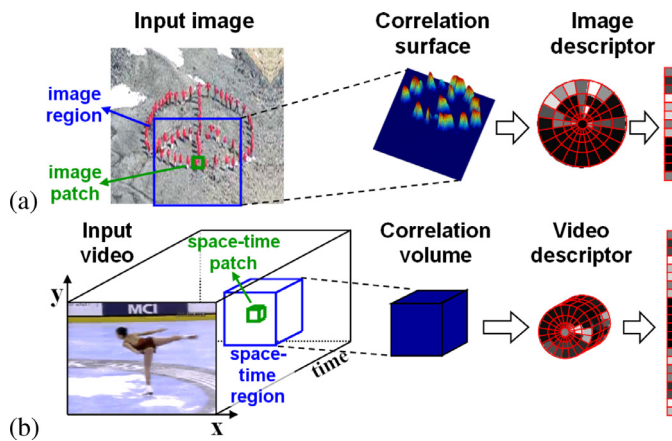 Input image
Correlation
surface
Image
descriptor
image
region
image
patch
(a)
Input
video
space-time
patch
Correlation
volume
Video
descriptor
y
MCI
space-
time
region
time
x
(b)